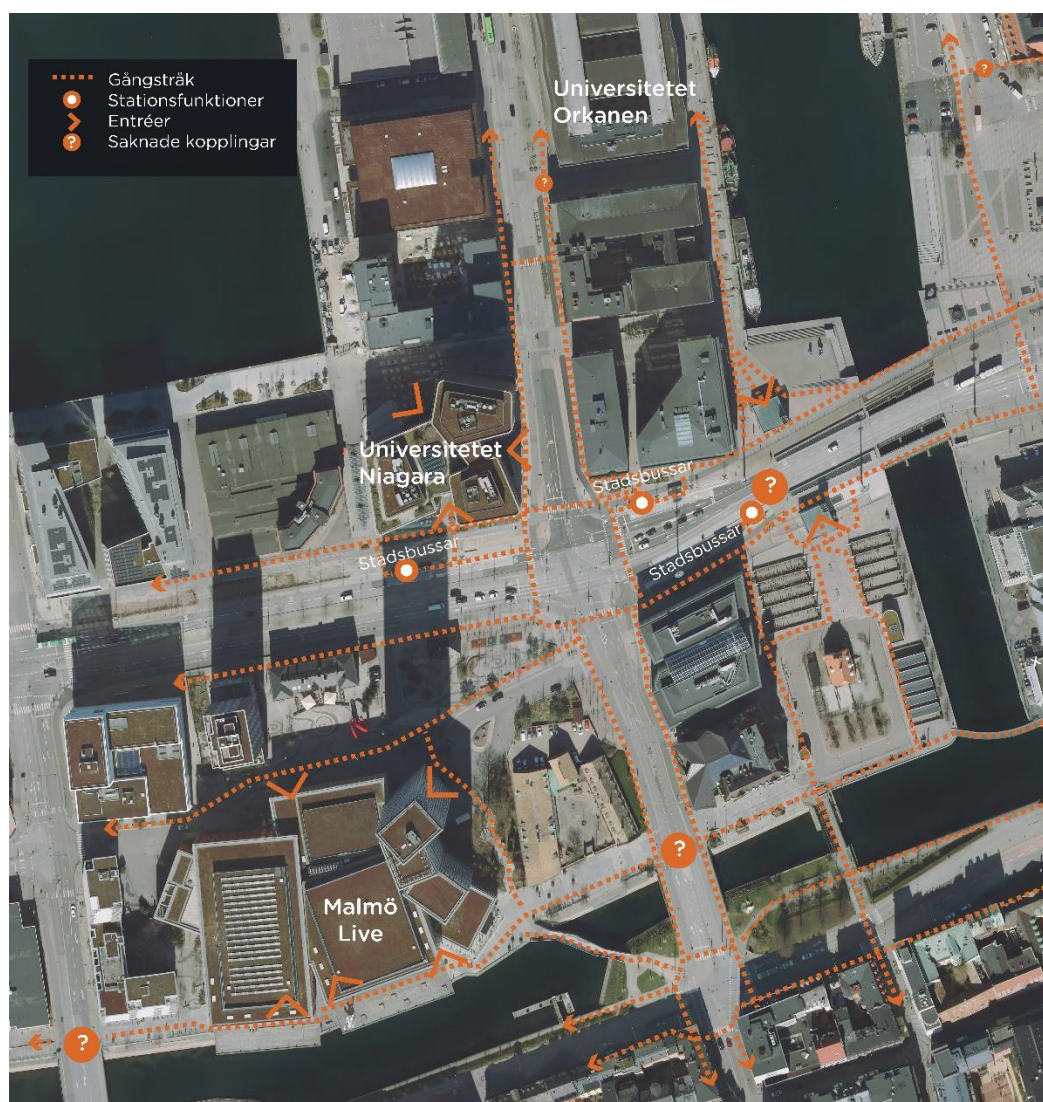 Gångstråk
Stationsfunktioner
Entréer
? Saknade kopplingar
Universitetet
Orkanen
?
?
Universitetet
Niagara
Stadsbussar
?
Stadsbussar
Stadsbussar
?
Malmö
Live
?